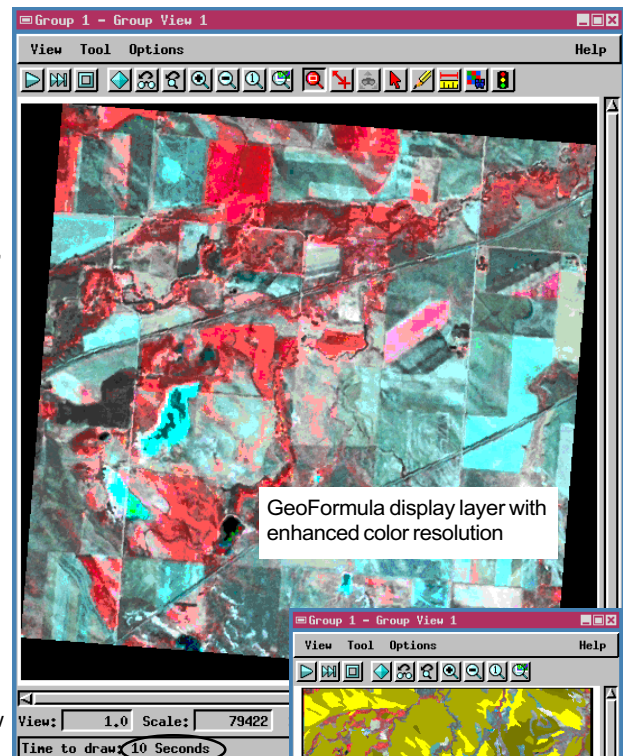 Group 1 - Group View 1
View Tool Options Help
GeoFormula display layer with
enhanced color resolution
Group 1 - Group View 1
View Tool Options Help
View: 1.0 Scale: 79422
Time to draw: 10 Seconds